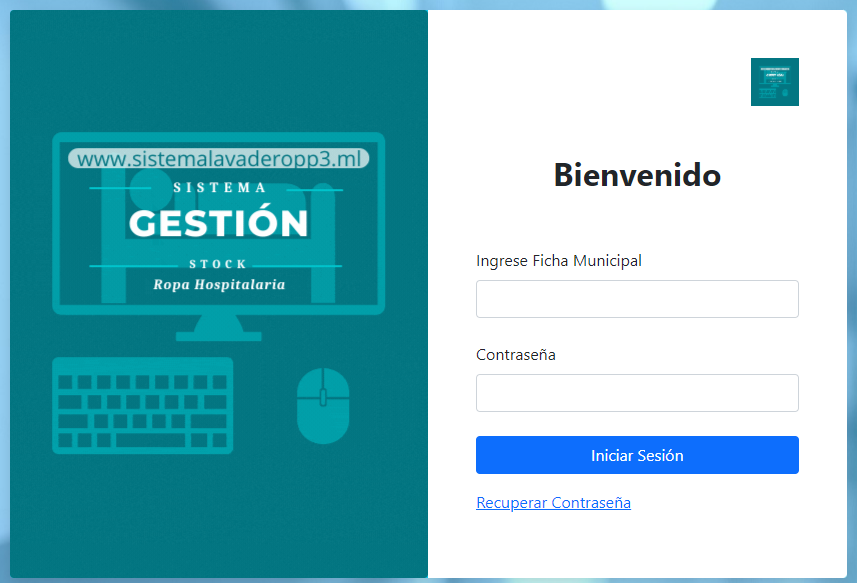 www.sistemalavaderopp3.ml
SISTEMA
GESTIÓN
STOCK
Ropa Hospitalaria
Bienvenido
Ingrese Ficha Municipal
Contraseña
Iniciar Sesión
Recuperar Contraseña